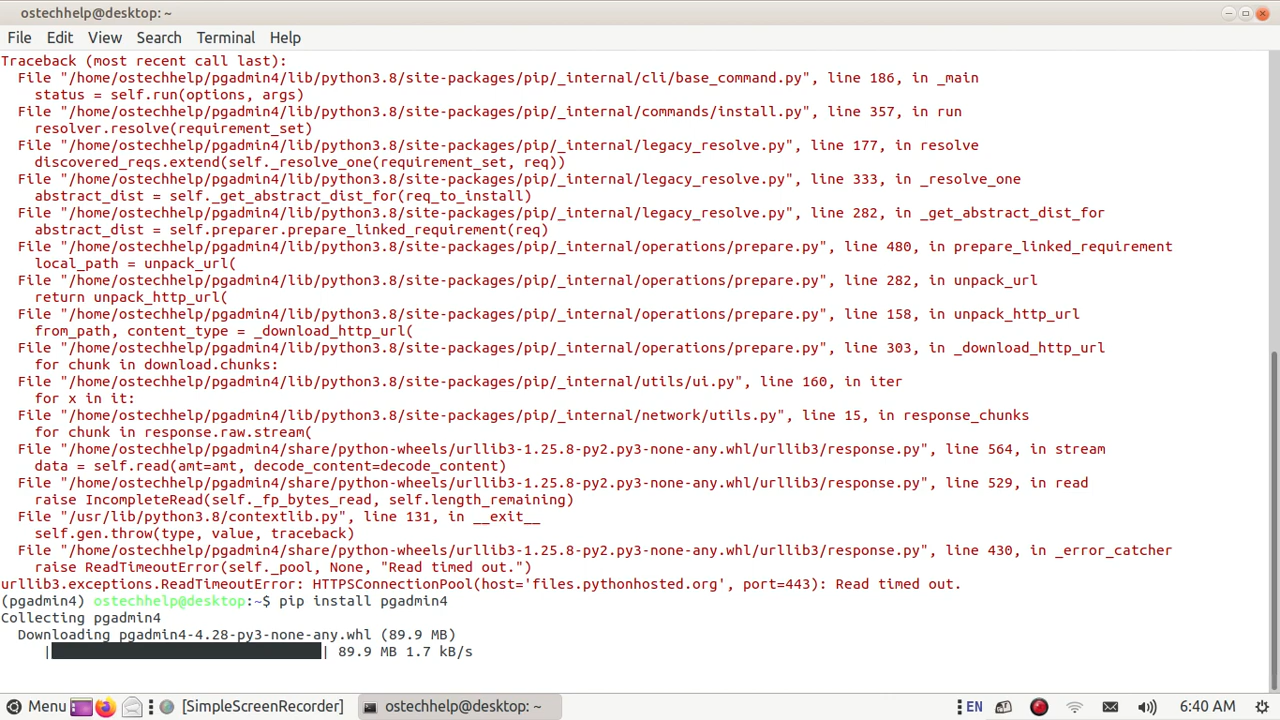 ostechhelp@desktop: ~
File Edit View Search Terminal Help
Traceback (most recent call last):
  File "/home/ostechhelp/pgadmin4/lib/python3.8/site-packages/pip/_internal/cli/base_command.py", line 186, in _main
    status = self.run(options, args)
  File "/home/ostechhelp/pgadmin4/lib/python3.8/site-packages/pip/_internal/commands/install.py", line 357, in run
    resolver.resolve(requirement_set)
  File "/home/ostechhelp/pgadmin4/lib/python3.8/site-packages/pip/_internal/legacy_resolve.py", line 177, in resolve
    discovered_reqs.extend(self._resolve_one(requirement_set, req))
  File "/home/ostechhelp/pgadmin4/lib/python3.8/site-packages/pip/_internal/legacy_resolve.py", line 333, in _resolve_one
    abstract_dist = self._get_abstract_dist_for(req_to_install)
  File "/home/ostechhelp/pgadmin4/lib/python3.8/site-packages/pip/_internal/legacy_resolve.py", line 282, in _get_abstract_dist_for
    abstract_dist = self.preparer.prepare_linked_requirement(req)
  File "/home/ostechhelp/pgadmin4/lib/python3.8/site-packages/pip/_internal/operations/prepare.py", line 480, in prepare_linked_requirement
    local_path = unpack_url(
  File "/home/ostechhelp/pgadmin4/lib/python3.8/site-packages/pip/_internal/operations/prepare.py", line 282, in unpack_url
    return unpack_http_url(
  File "/home/ostechhelp/pgadmin4/lib/python3.8/site-packages/pip/_internal/operations/prepare.py", line 158, in unpack_http_url
    from_path, content_type = _download_http_url(
  File "/home/ostechhelp/pgadmin4/lib/python3.8/site-packages/pip/_internal/operations/prepare.py", line 303, in _download_http_url
    for chunk in download.chunks:
  File "/home/ostechhelp/pgadmin4/lib/python3.8/site-packages/pip/_internal/utils/ui.py", line 160, in iter
    for x in it:
  File "/home/ostechhelp/pgadmin4/lib/python3.8/site-packages/pip/_internal/network/utils.py", line 15, in response_chunks
    for chunk in response.raw.stream(
  File "/home/ostechhelp/pgadmin4/share/python-wheels/urllib3-1.25.8-py2.py3-none-any.whl/urllib3/response.py", line 564, in stream
    data = self.read(amt=amt, decode_content=decode_content)
  File "/home/ostechhelp/pgadmin4/share/python-wheels/urllib3-1.25.8-py2.py3-none-any.whl/urllib3/response.py", line 529, in read
    raise IncompleteRead(self._fp_bytes_read, self.length_remaining)
  File "/usr/lib/python3.8/contextlib.py", line 131, in __exit__
    self.gen.throw(type, value, traceback)
  File "/home/ostechhelp/pgadmin4/share/python-wheels/urllib3-1.25.8-py2.py3-none-any.whl/urllib3/response.py", line 430, in _error_catcher
    raise ReadTimeoutError(self._pool, None, "Read timed out.")
urllib3.exceptions.ReadTimeoutError: HTTPSConnectionPool(host='files.pythonhosted.org', port=443): Read timed out.
(pgadmin4) ostechhelp@desktop:~$ pip install pgadmin4
Collecting pgadmin4
  Downloading pgadmin4-4.28-py3-none-any.whl (89.9 MB)
     |                                | 89.9 MB 1.7 kB/s
Menu [SimpleScreenRecorder] ostechhelp@desktop: ~ EN 6:40 AM